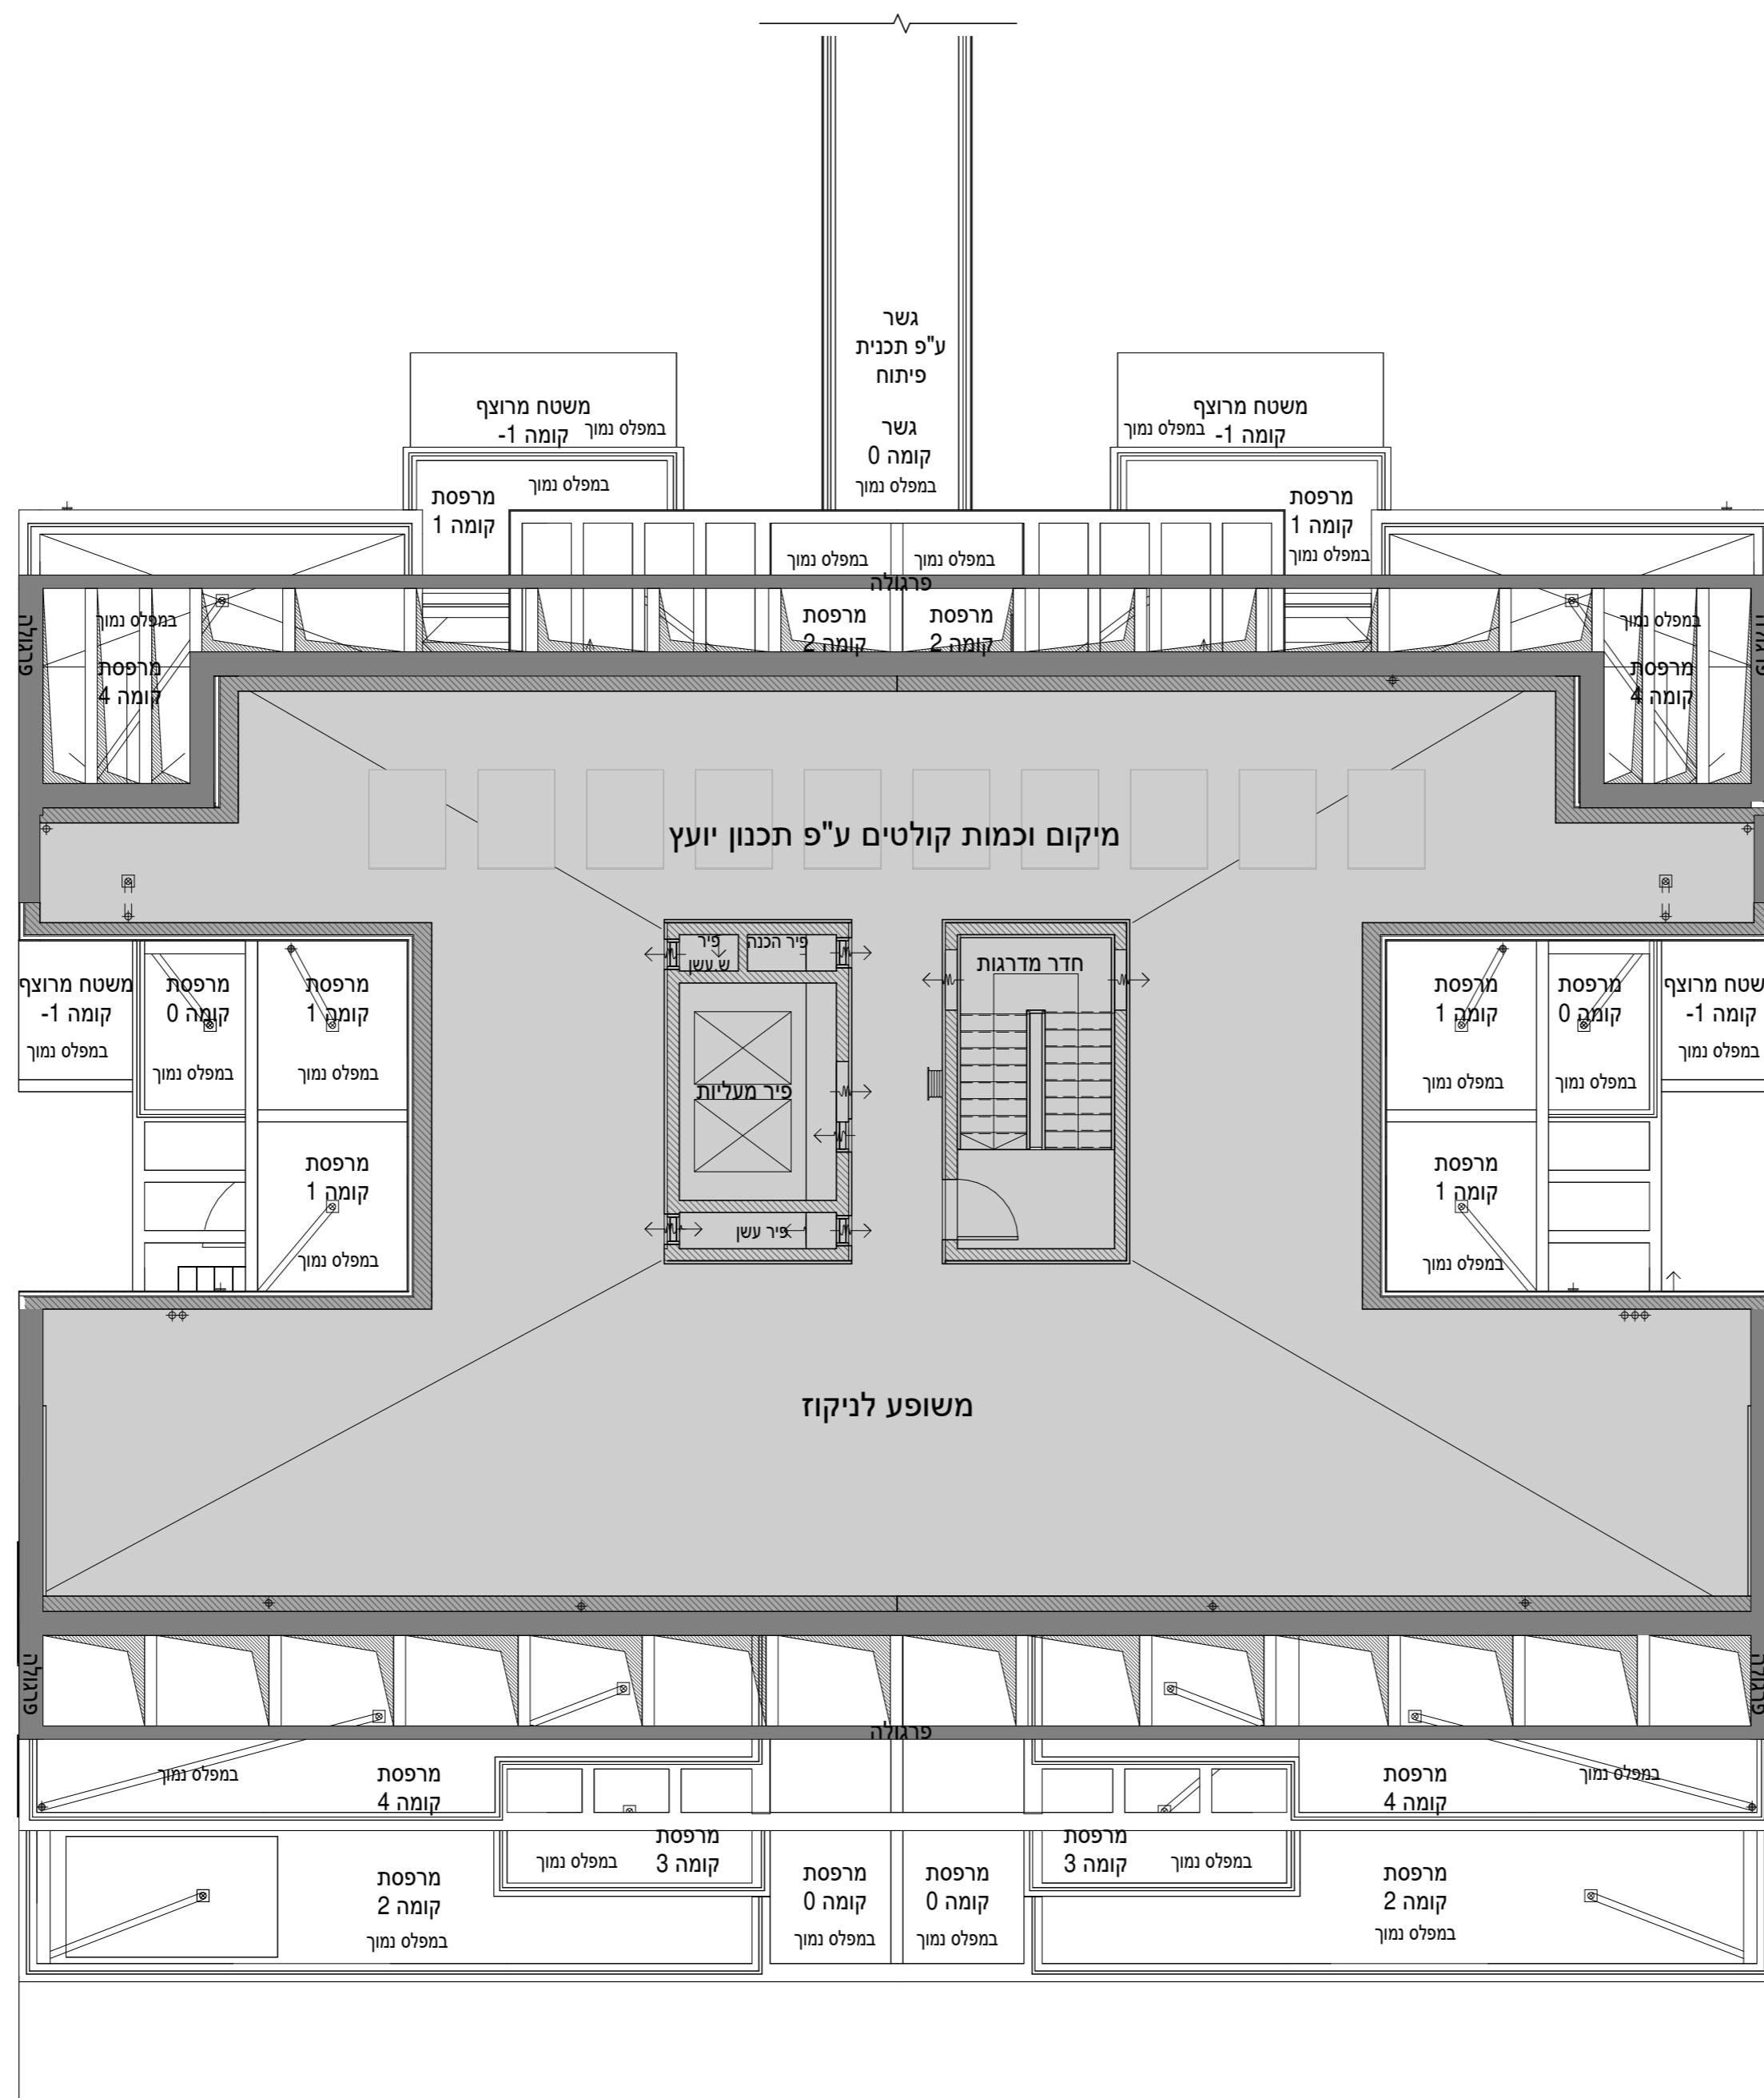 גשר
ע"פ תכנית
פיתוח
משטח מרוצף
קומה 1-
במפלס נמוך
גשר
קומה 0
במפלס נמוך
משטח מרוצף
קומה 1-
במפלס נמוך
מרפסת
קומה 1
במפלס נמוך
מרפסת
קומה 1
במפלס נמוך
במפלס נמוך
במפלס נמוך
פרגולה
פרגולה
במפלס נמוך
מרפסת
קומה 4
מרפסת
קומה 2
מרפסת
קומה 2
במפלס נמוך
מרפסת
קומה 4
מיקום וכמות קולטים ע"פ תכנון יועץ
משטח מרוצף
קומה 1-
במפלס נמוך
מרפסת
קומה 0
במפלס נמוך
מרפסת
קומה 1
במפלס נמוך
פיר
ש.עשן
פיר הכנה
חדר מדרגות
מרפסת
קומה 1
במפלס נמוך
מרפסת
קומה 0
במפלס נמוך
שטח מרוצף
קומה 1-
במפלס נמוך
פיר מעליות
מרפסת
קומה 1
במפלס נמוך
פיר עשן
מרפסת
קומה 1
במפלס נמוך
משופע לניקוז
פרגולה
פרגולה
פרגולה
במפלס נמוך
מרפסת
קומה 4
מרפסת
קומה 4
במפלס נמוך
מרפסת
קומה 3
במפלס נמוך
מרפסת
קומה 3
במפלס נמוך
מרפסת
קומה 2
במפלס נמוך
מרפסת
קומה 0
במפלס נמוך
מרפסת
קומה 0
במפלס נמוך
מרפסת
קומה 2
במפלס נמוך